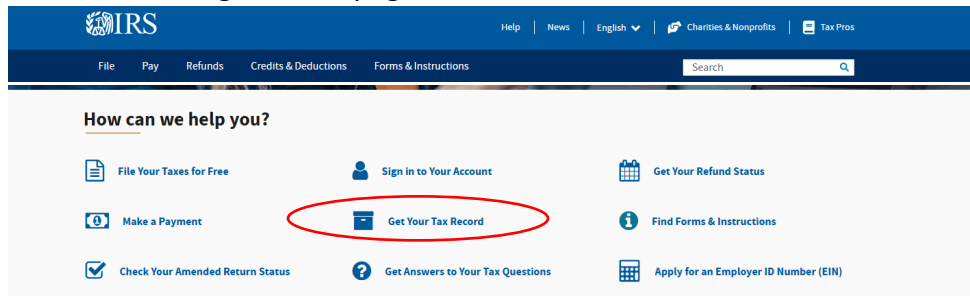 IRS
Help News English Charities & Nonprofits Tax Pros
File Pay Refunds Credits & Deductions Forms & Instructions Search
How can we help you?
File Your Taxes for Free Sign in to Your Account Get Your Refund Status
Make a Payment Get Your Tax Record Find Forms & Instructions
Check Your Amended Return Status Get Answers to Your Tax Questions Apply for an Employer ID Number (EIN)